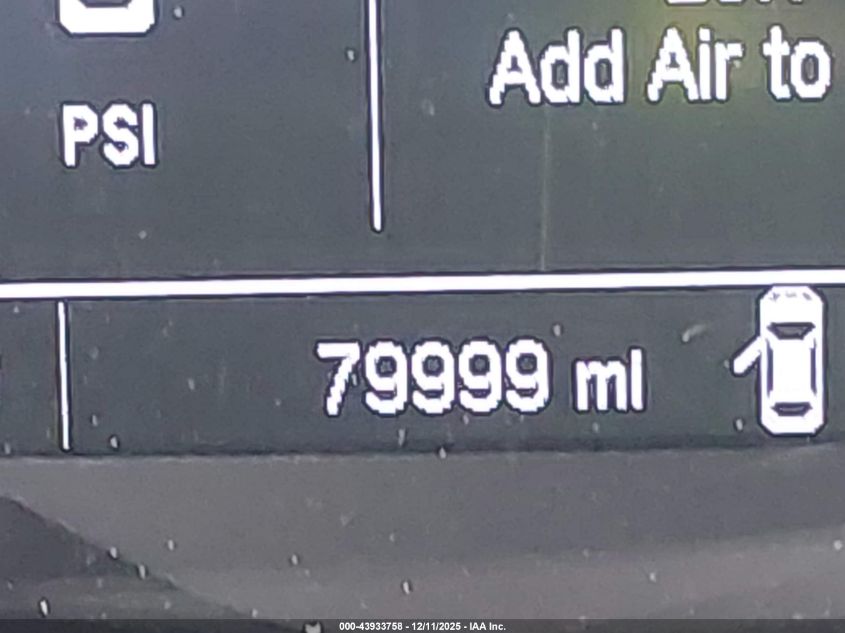 Add Air to
PSI
79999 mi
000-43933758 - 12/11/2025 - IAA Inc.